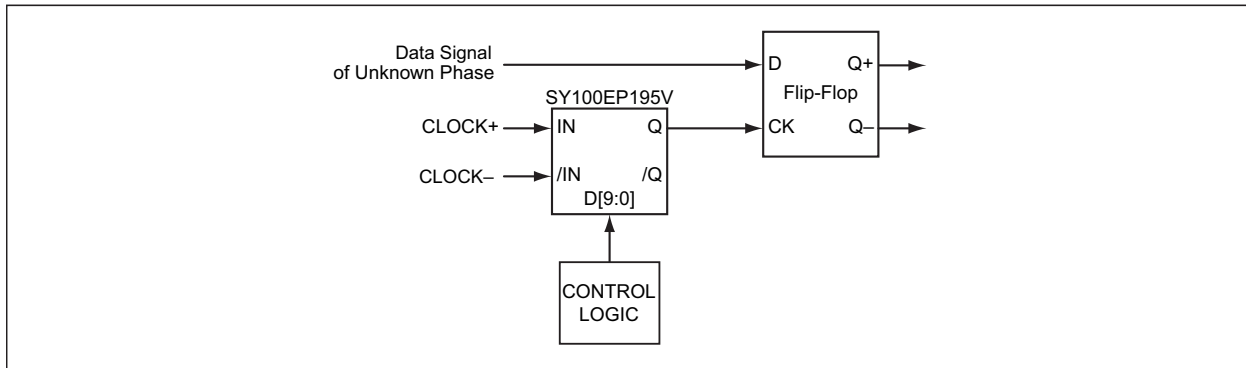 Data Signal
of Unknown Phase
D
Q+
Flip-Flop
CK
Q–
SY100EP195V
CLOCK+
IN
Q
CLOCK–
/IN
/Q
D[9:0]
CONTROL
LOGIC